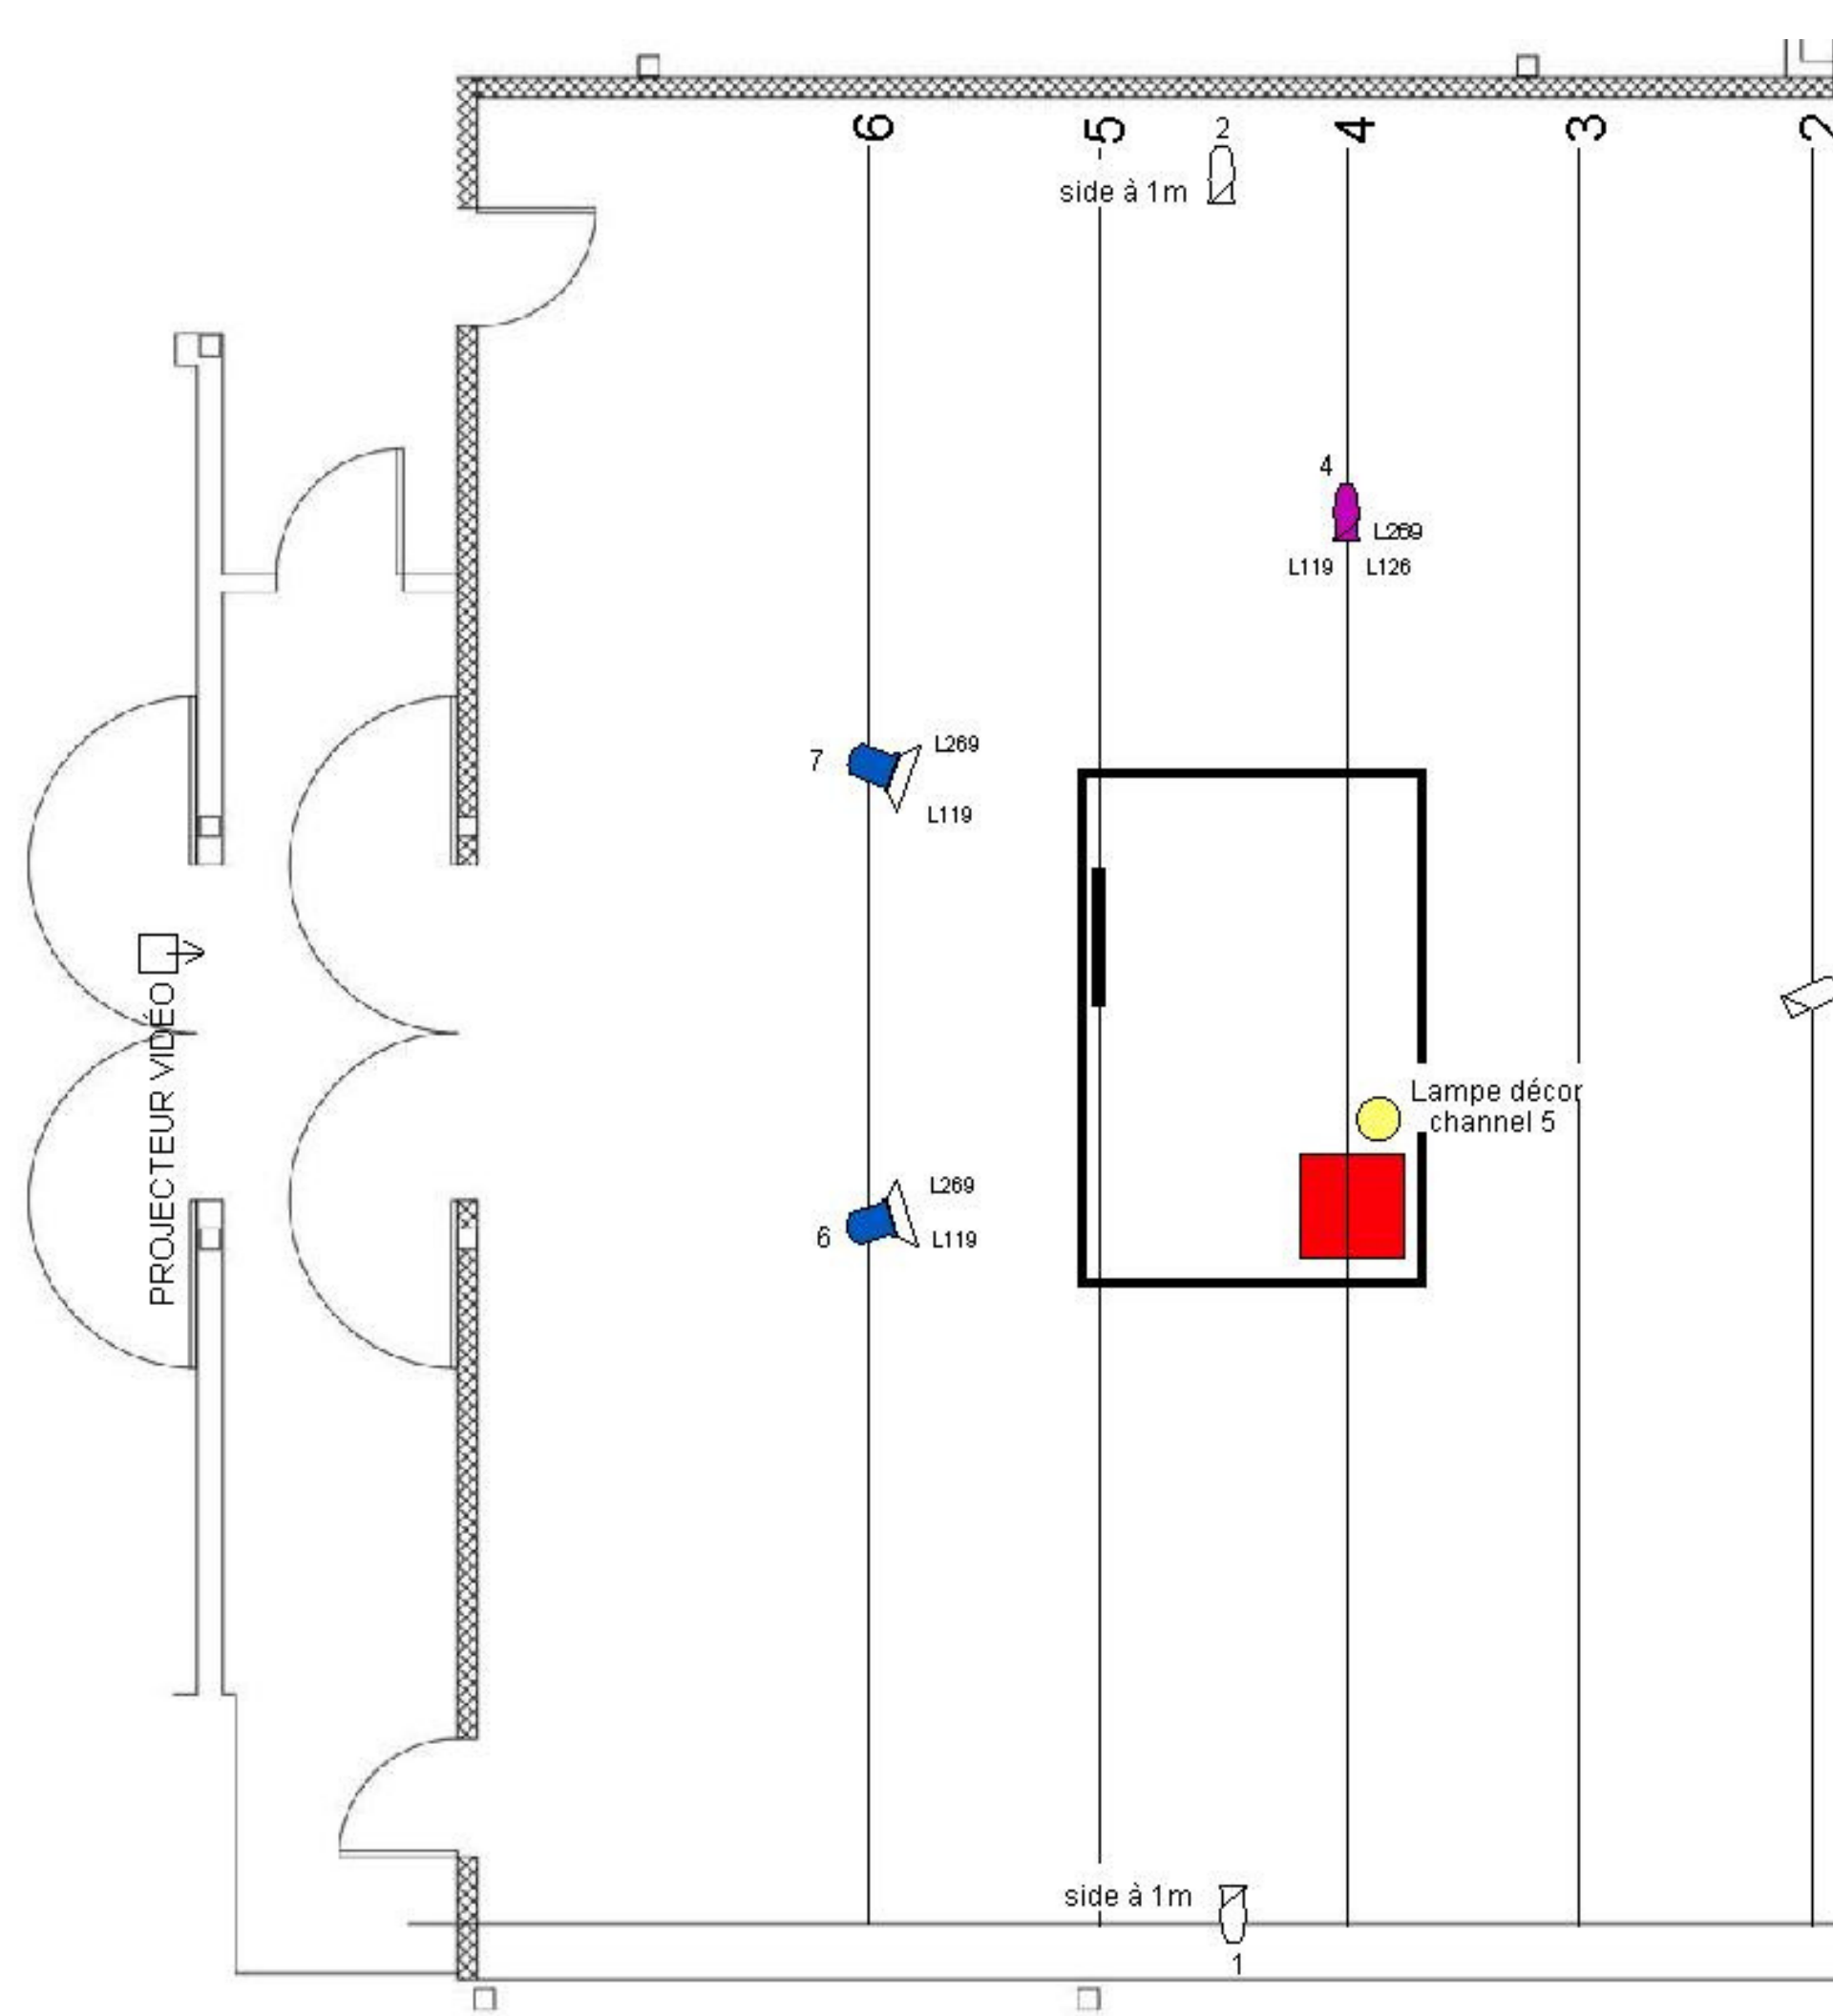 6
5
4
3
2
2
side à 1m
4
L269
L119
L126
7
L269
L119
PROJECTEUR VIDÉO
Lampe décor
channel 5
L269
6
L119
side à 1m
1